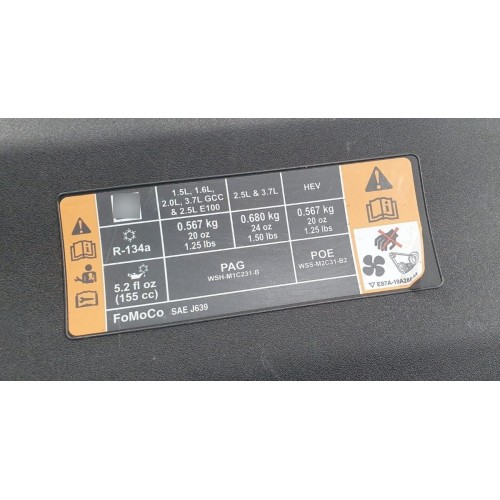 1.5L, 1.6L,
2.0L, 3.7L GCC
& 2.5L E100
2.5L & 3.7L
HEV
R-134a
0.567 kg
20 oz
1.25 lbs
0.680 kg
24 oz
1.50 lbs
0.567 kg
20 oz
1.25 lbs
5.2 fl oz
(155 cc)
PAG
WSH-M1C231-B
POE
WSS-M2C31-B2
FoMoCo SAE J639